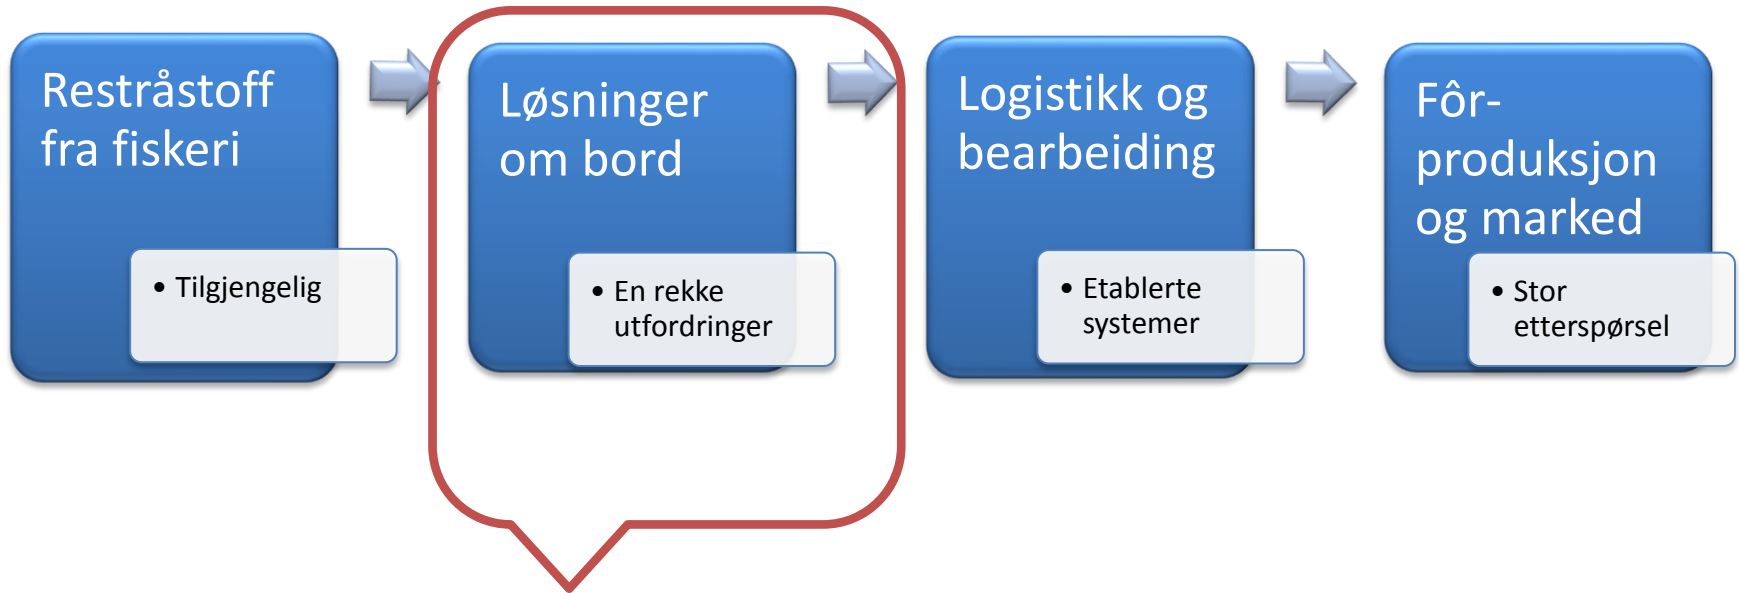 Restråstoff
fra fiskeri
• Tilgjengelig
Løsninger
om bord
• En rekke
utfordringer
Logistikk og
bearbeiding
• Etablerte
systemer
Fôr-
produksjon
og marked
• Stor
etterspørsel